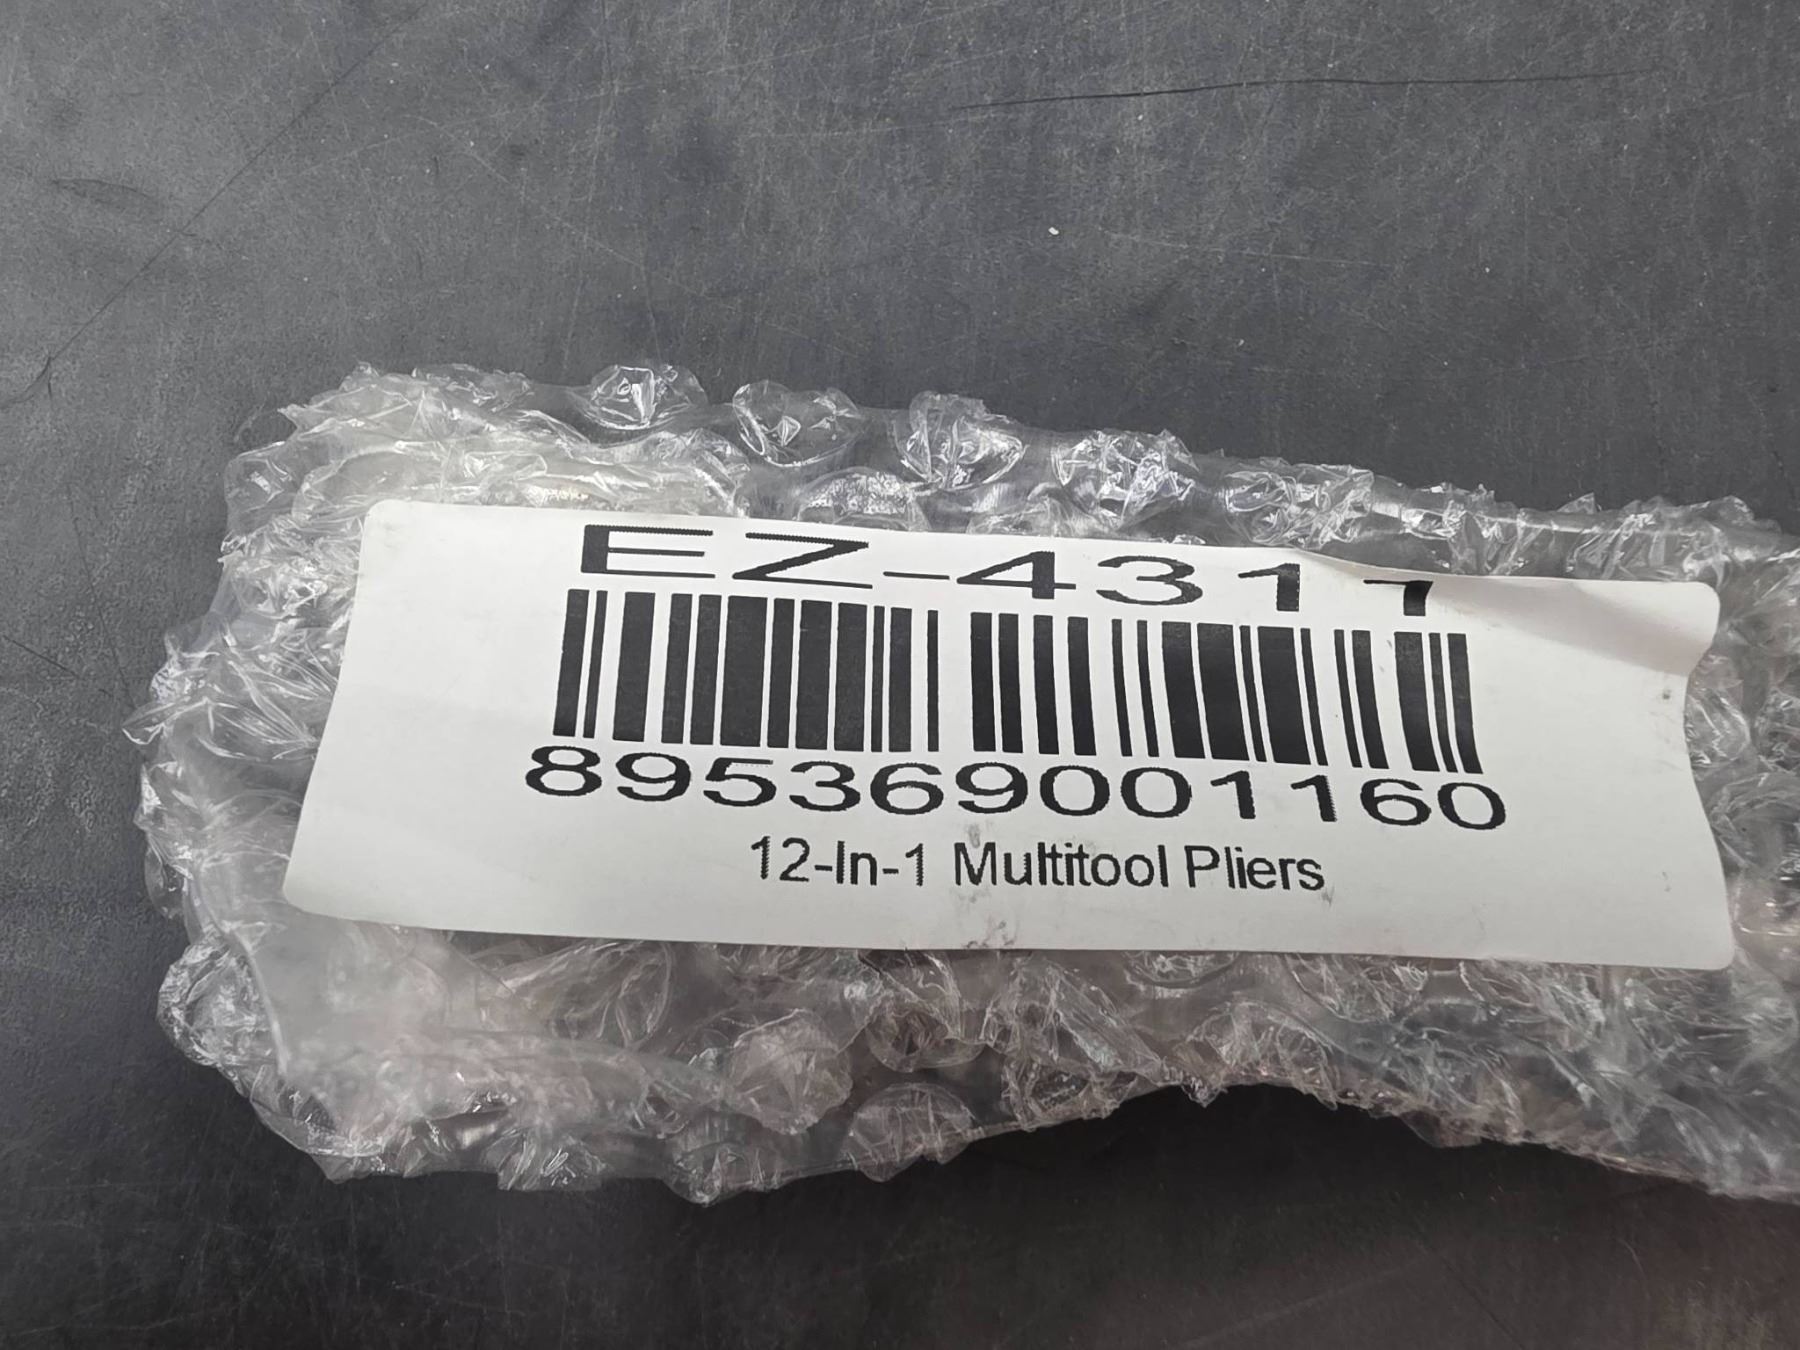 EZ-4311
895369001160
12-In-1 Multitool Pliers